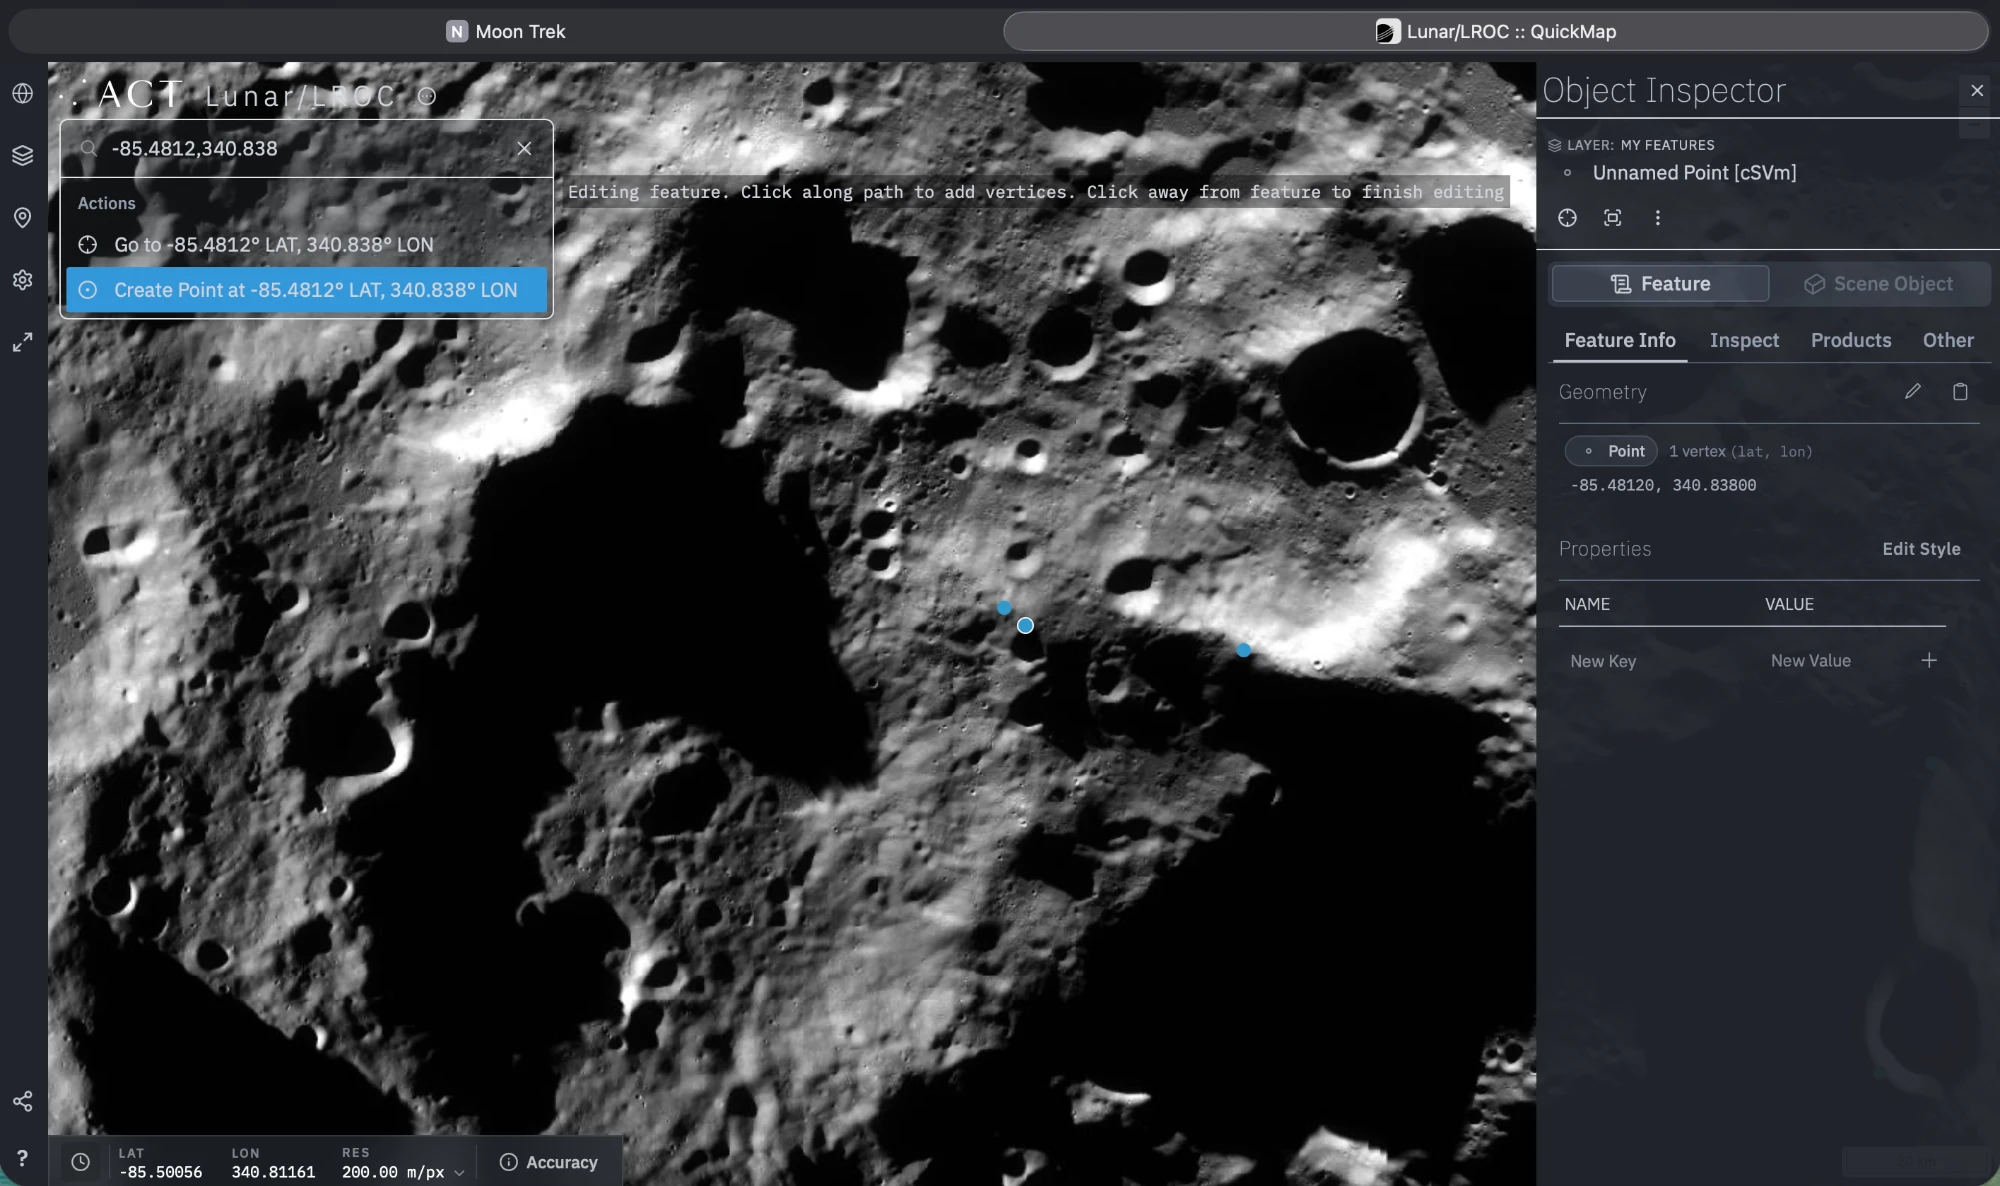 N Moon Trek
Lunar/LROC :: QuickMap
ACT Lunar/LROC
-85.4812,340.838
Actions
Go to -85.4812° LAT, 340.838° LON
Create Point at -85.4812° LAT, 340.838° LON
Editing feature. Click along path to add vertices. Click away from feature to finish editing
Object Inspector
LAYER: MY FEATURES
Unnamed Point [cSVm]
Feature
Scene Object
Feature Info
Inspect
Products
Other
Geometry
Point
1 vertex (lat, lon)
-85.48120, 340.83800
Properties
Edit Style
NAME
VALUE
New Key
New Value
LAT
-85.50056
LON
340.81161
RES
200.00 m/px
Accuracy
?